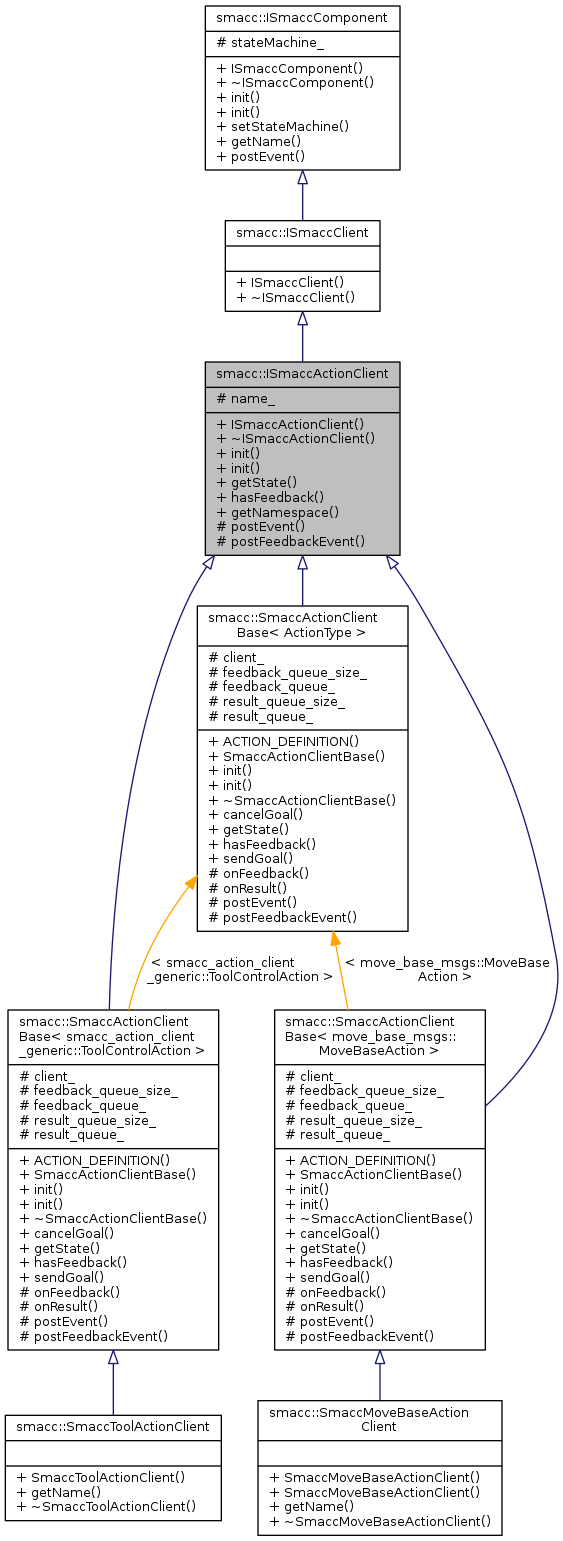 smacc::ISmaccComponent
# stateMachine_
+ ISmaccComponent()
+ ~ISmaccComponent()
+ init()
+ init()
+ setStateMachine()
+ getName()
+ postEvent()
smacc::ISmaccClient
+ ISmaccClient()
+ ~ISmaccClient()
smacc::ISmaccActionClient
# name_
+ ISmaccActionClient()
+ ~ISmaccActionClient()
+ init()
+ init()
+ getState()
+ hasFeedback()
+ getNamespace()
# postEvent()
# postFeedbackEvent()
smacc::SmaccActionClient
Base< ActionType >
# client_
# feedback_queue_size_
# feedback_queue_
# result_queue_size_
# result_queue_
+ ACTION_DEFINITION()
+ SmaccActionClientBase()
+ init()
+ init()
+ ~SmaccActionClientBase()
+ cancelGoal()
+ getState()
+ hasFeedback()
+ sendGoal()
# onFeedback()
# onResult()
# postEvent()
# postFeedbackEvent()
< smacc_action_client
_generic::ToolControlAction >
< move_base_msgs::MoveBase
Action >
smacc::SmaccActionClient
Base< smacc_action_client
_generic::ToolControlAction >
# client_
# feedback_queue_size_
# feedback_queue_
# result_queue_size_
# result_queue_
+ ACTION_DEFINITION()
+ SmaccActionClientBase()
+ init()
+ init()
+ ~SmaccActionClientBase()
+ cancelGoal()
+ getState()
+ hasFeedback()
+ sendGoal()
# onFeedback()
# onResult()
# postEvent()
# postFeedbackEvent()
smacc::SmaccActionClient
Base< move_base_msgs::
MoveBaseAction >
# client_
# feedback_queue_size_
# feedback_queue_
# result_queue_size_
# result_queue_
+ ACTION_DEFINITION()
+ SmaccActionClientBase()
+ init()
+ init()
+ ~SmaccActionClientBase()
+ cancelGoal()
+ getState()
+ hasFeedback()
+ sendGoal()
# onFeedback()
# onResult()
# postEvent()
# postFeedbackEvent()
smacc::SmaccToolActionClient
+ SmaccToolActionClient()
+ getName()
+ ~SmaccToolActionClient()
smacc::SmaccMoveBaseAction
Client
+ SmaccMoveBaseActionClient()
+ SmaccMoveBaseActionClient()
+ getName()
+ ~SmaccMoveBaseActionClient()